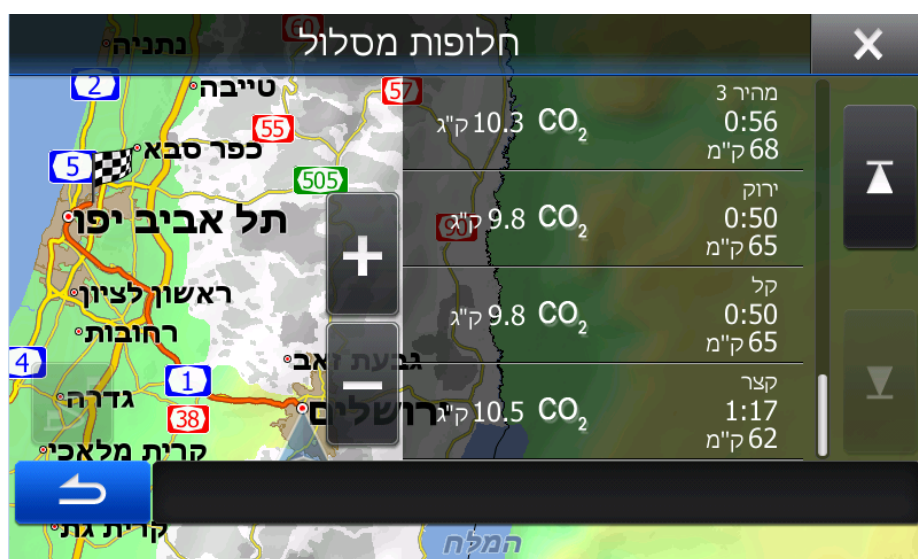 חלופות מסלול
נתניה
60
2
טייבה
57
55
כפר סבא
5
505
תל אביב יפו
90
ראשון לציון
רחובות
4
גבעת זאב
1
גדרה
ירושלים
38
קרית מלאכי
קרית גת
המלח
מהיר 3
0:56
68 ק"מ
CO2 10.3 ק"ג
ירוק
0:50
65 ק"מ
CO2 9.8 ק"ג
קל
0:50
65 ק"מ
CO2 9.8 ק"ג
קצר
1:17
62 ק"מ
CO2 10.5 ק"ג